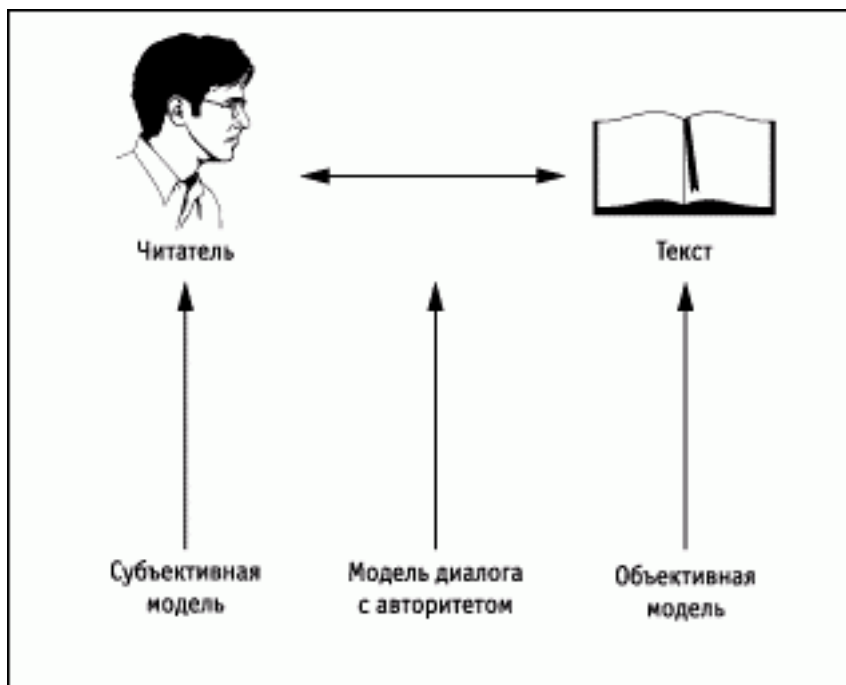 Читатель
Текст
Субъективная
модель
Модель диалога
с авторитетом
Объективная
модель